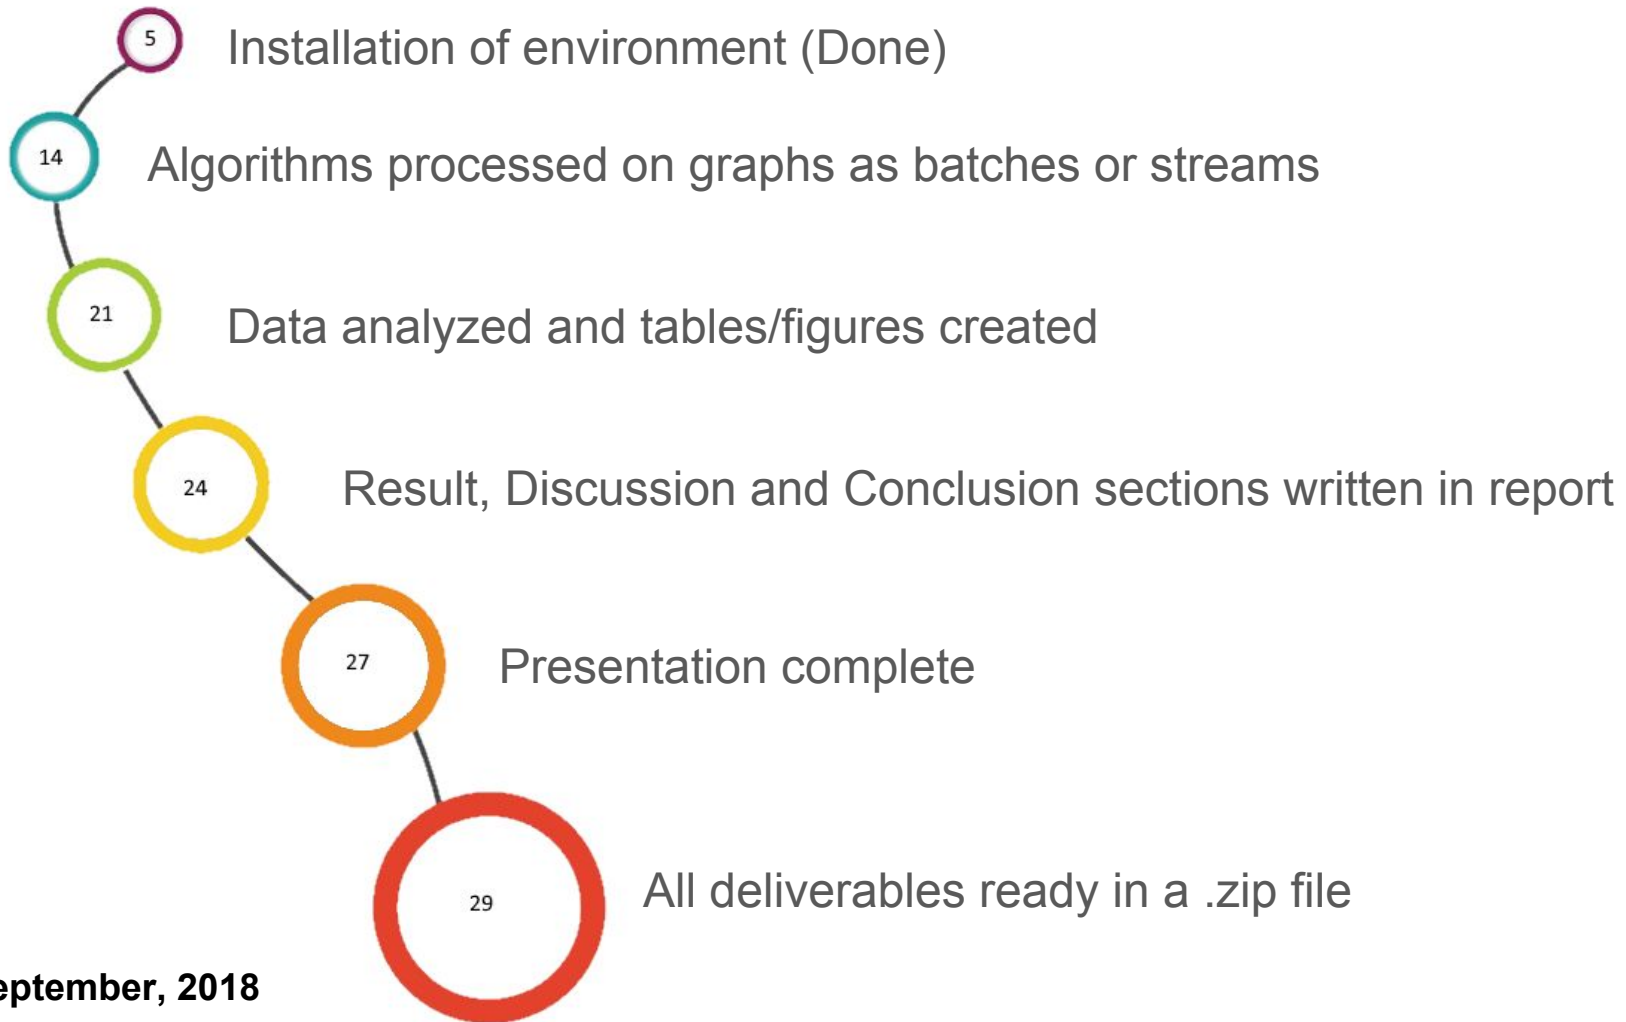 5 Installation of environment (Done)
14 Algorithms processed on graphs as batches or streams
21 Data analyzed and tables/figures created
24 Result, Discussion and Conclusion sections written in report
27 Presentation complete
29 All deliverables ready in a .zip file
eptember, 2018